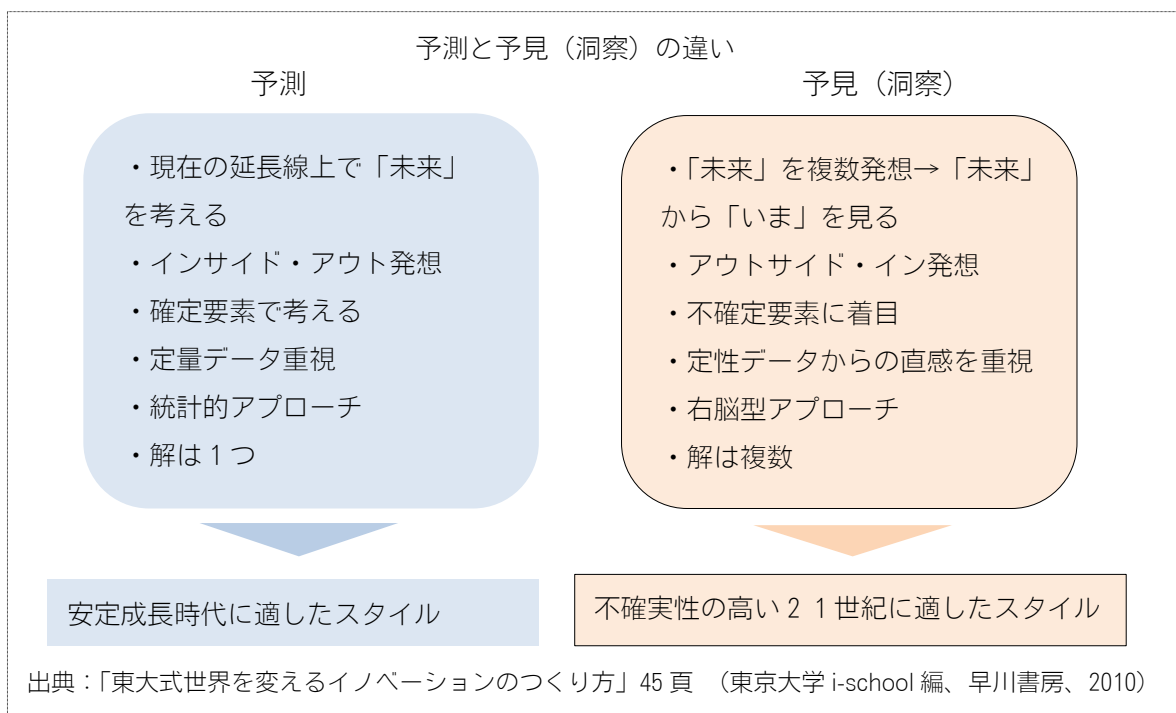 予測と予見（洞察）の違い
予測
・現在の延長線上で「未来」
を考える
・インサイド・アウト発想
・確定要素で考える
・定量データ重視
・統計的アプローチ
・解は1つ
安定成長時代に適したスタイル
予見（洞察）
・「未来」を複数発想→「未来」
から「いま」を見る
・アウトサイド・イン発想
・不確定要素に着目
・定性データからの直感を重視
・右脳型アプローチ
・解は複数
不確実性の高い21世紀に適したスタイル
出典：「東大式世界を変えるイノベーションのつくり方」45頁　（東京大学 i-school 編、早川書房、2010）